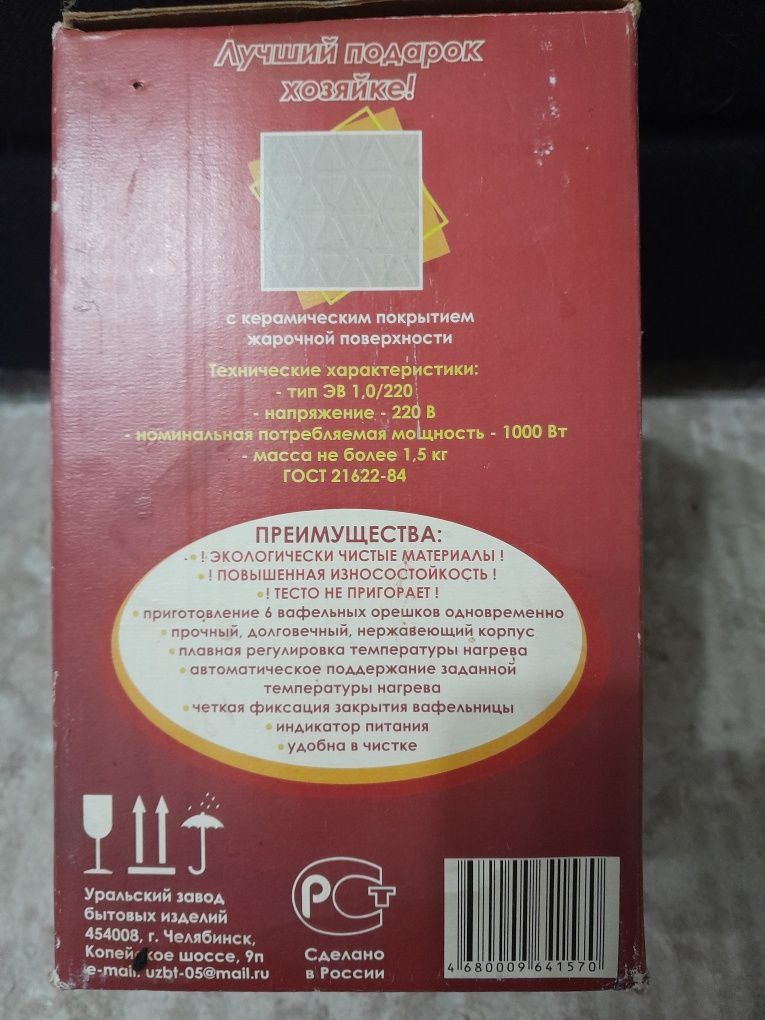 Лучший подарок
хозяйке!
с керамическим покрытием
жарочной поверхности
Технические характеристики:
- тип ЭВ 1,0/220
- напряжение - 220 В
- номинальная потребляемая мощность - 1000 Вт
- масса не более 1,5 кг
ГОСТ 21622-84
ПРЕИМУЩЕСТВА:
- • ! ЭКОЛОГИЧЕСКИ ЧИСТЫЕ МАТЕРИАЛЫ !
• ! ПОВЫШЕННАЯ ИЗНОСОСТОЙКОСТЬ !
• ! ТЕСТО НЕ ПРИГОРАЕТ !
• приготовление 6 вафельных орешков одновременно
• прочный, долговечный, нержавеющий корпус
• плавная регулировка температуры нагрева
• автоматическое поддержание заданной
температуры нагрева
• четкая фиксация закрытия вафельницы
• индикатор питания
• удобна в чистке
Уральский завод
бытовых изделий
454008, г. Челябинск,
Копейское шоссе, 9п
e-mail: uzbt-05@mail.ru
РСТ
Сделано
в России
4 680009 641570